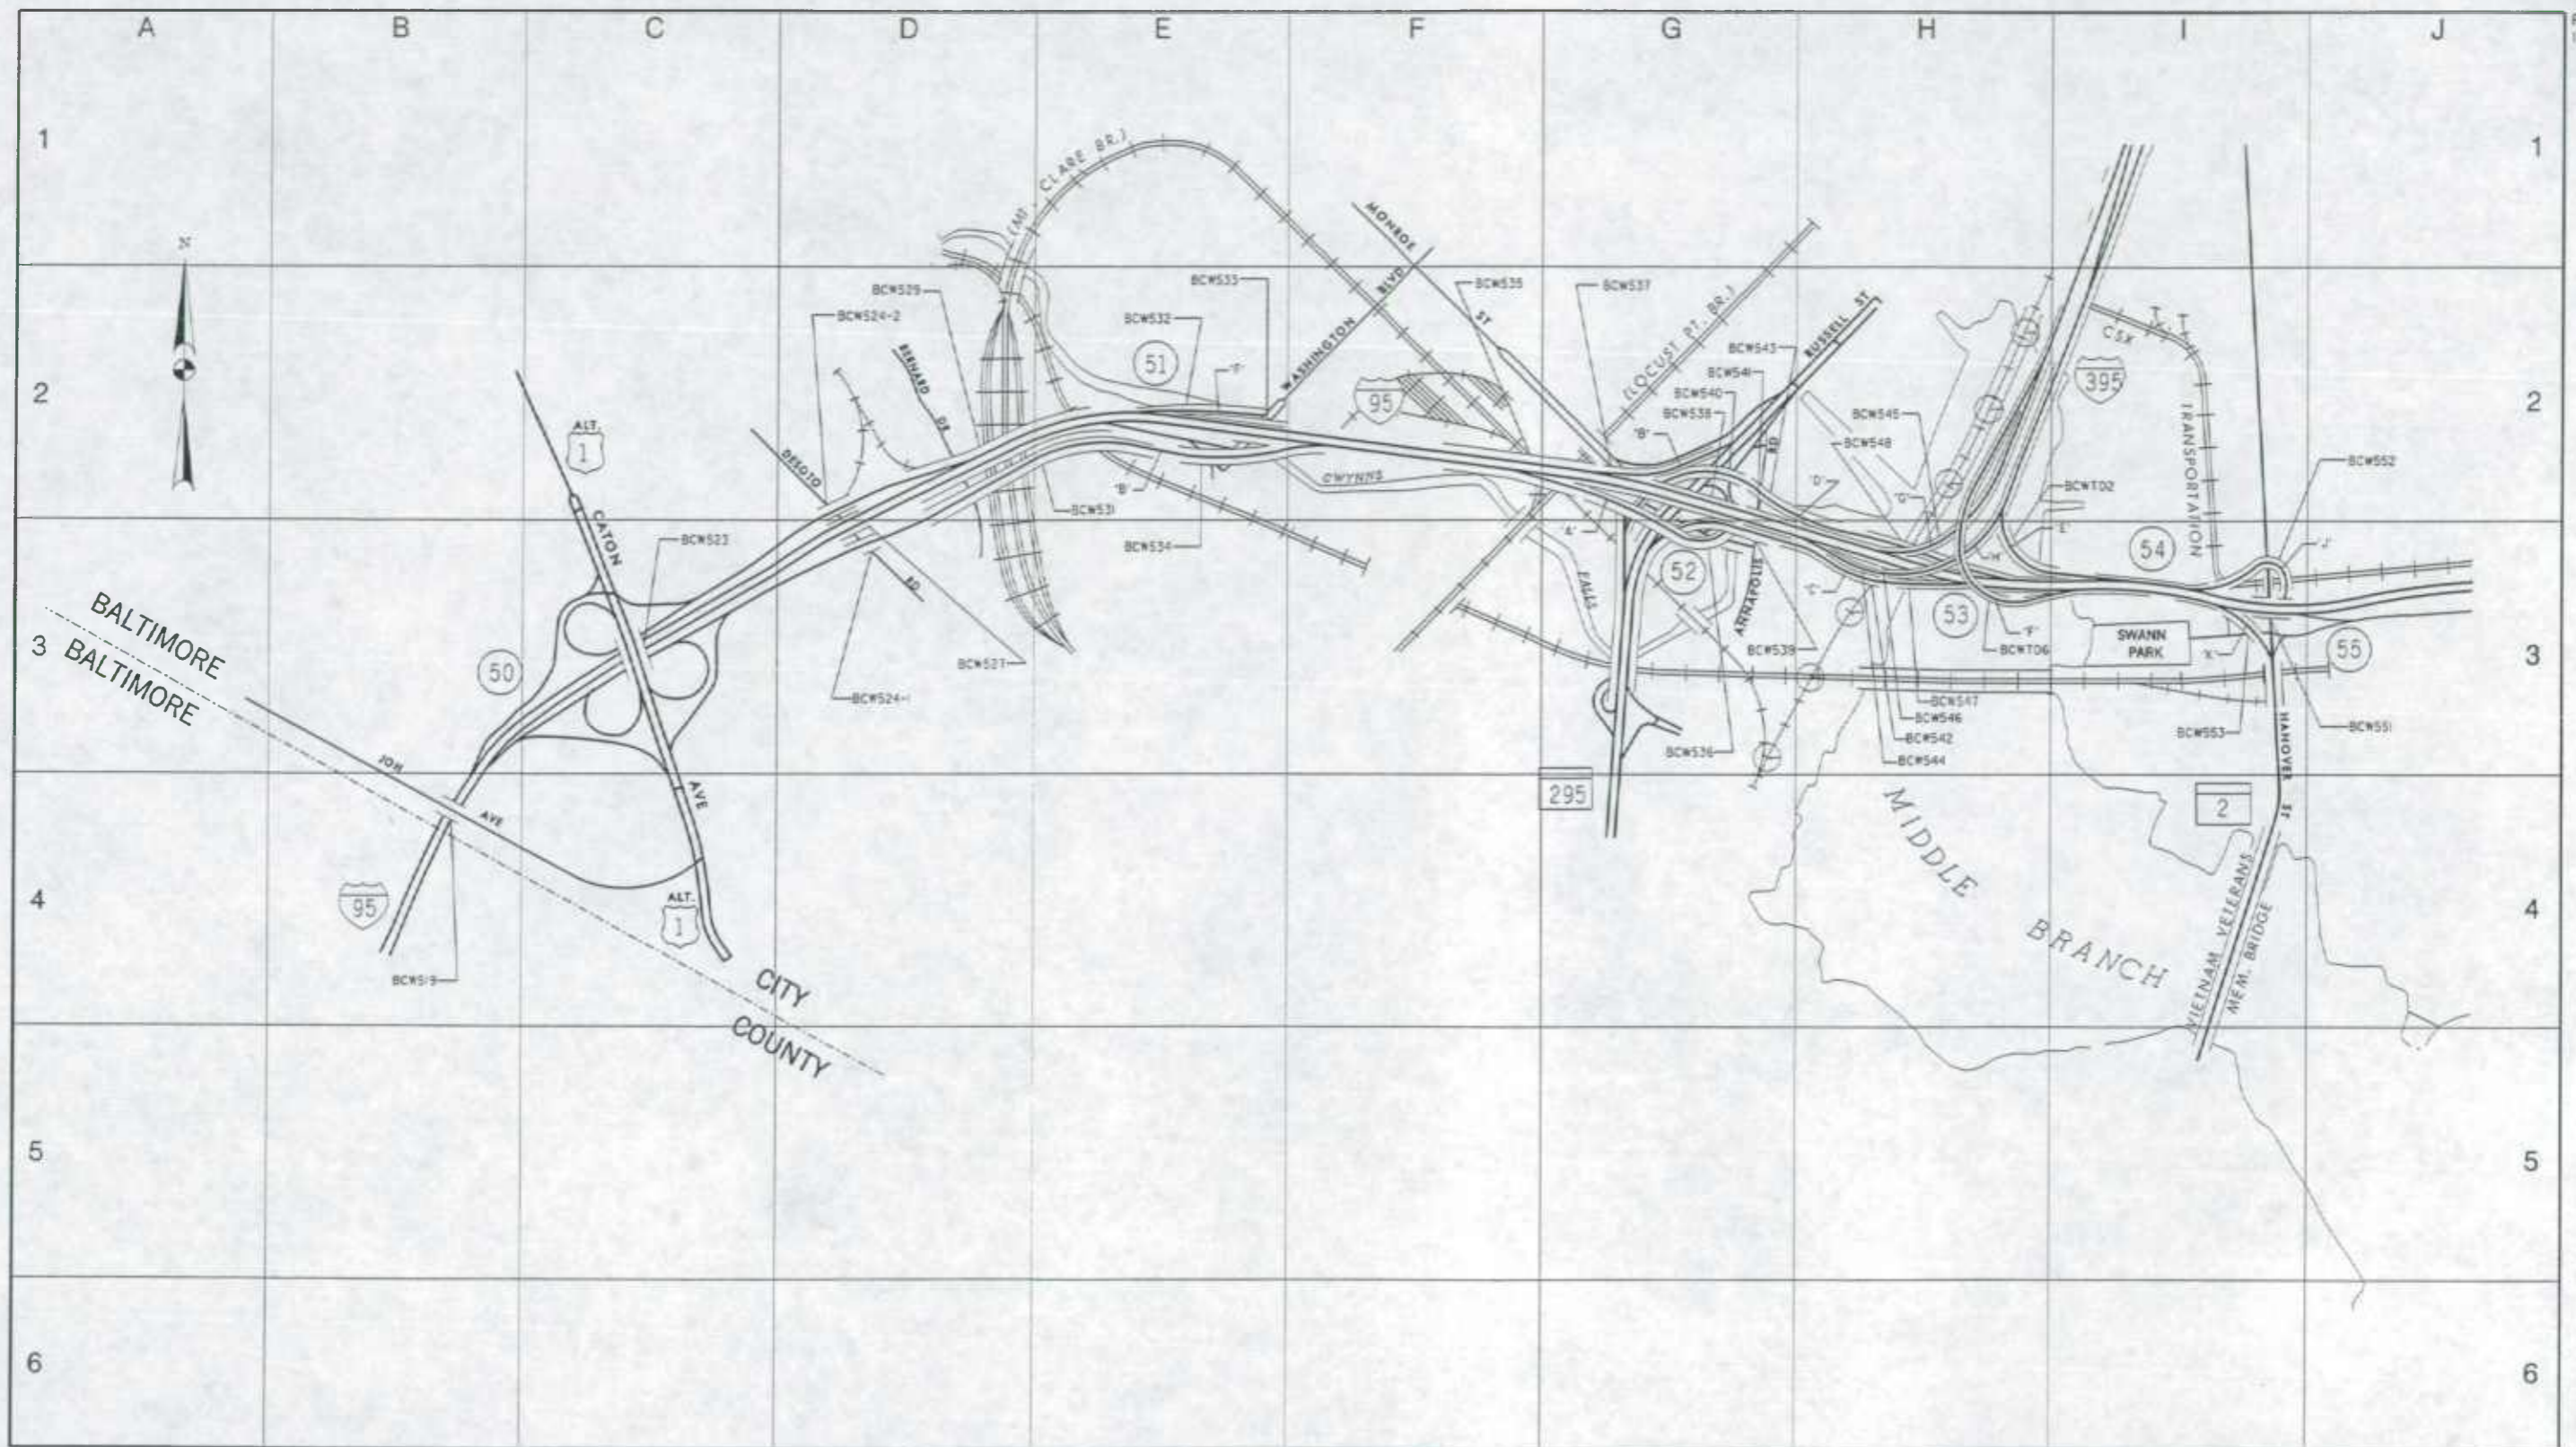 A B C D E F G H I J
1
1
CLARE BR.)
(MT.
MONROE
ST
N
BCW529
BCW524-2
BCW532
BCW533
BLVD
BCW535
BCW537
(LOCUST PT. BR.)
RUSSELL ST
BCW543
BCW541
BCW540
BCW538
"B"
BERNARD
DR
51
"F"
WASHINGTON
95
CSX
395
TRANSPORTATION
2
2
ALT.
1
BCW545
BCW548
"D"
"G"
RD
DESOTO
RD
"B"
GWYNNS
FALLS
"A"
BCWT02
BCW552
CATON
AVE
BCW523
BCW531
BCW534
52
ANNAPOLIS
"C"
"H"
"E"
54
"J"
53
"F"
BCW539
BCWT06
SWANN
PARK
"K"
55
BALTIMORE
3
BALTIMORE
3
50
BCW527
BCW524-1
BCW547
BCW546
BCW542
BCW544
BCW536
BCW553
BCW551
HANOVER ST
JOH
AVE
295
2
MIDDLE
BRANCH
4
4
95
ALT.
1
BCW519
CITY
COUNTY
VIETNAM VETERANS
MEM. BRIDGE
5
5
6
6